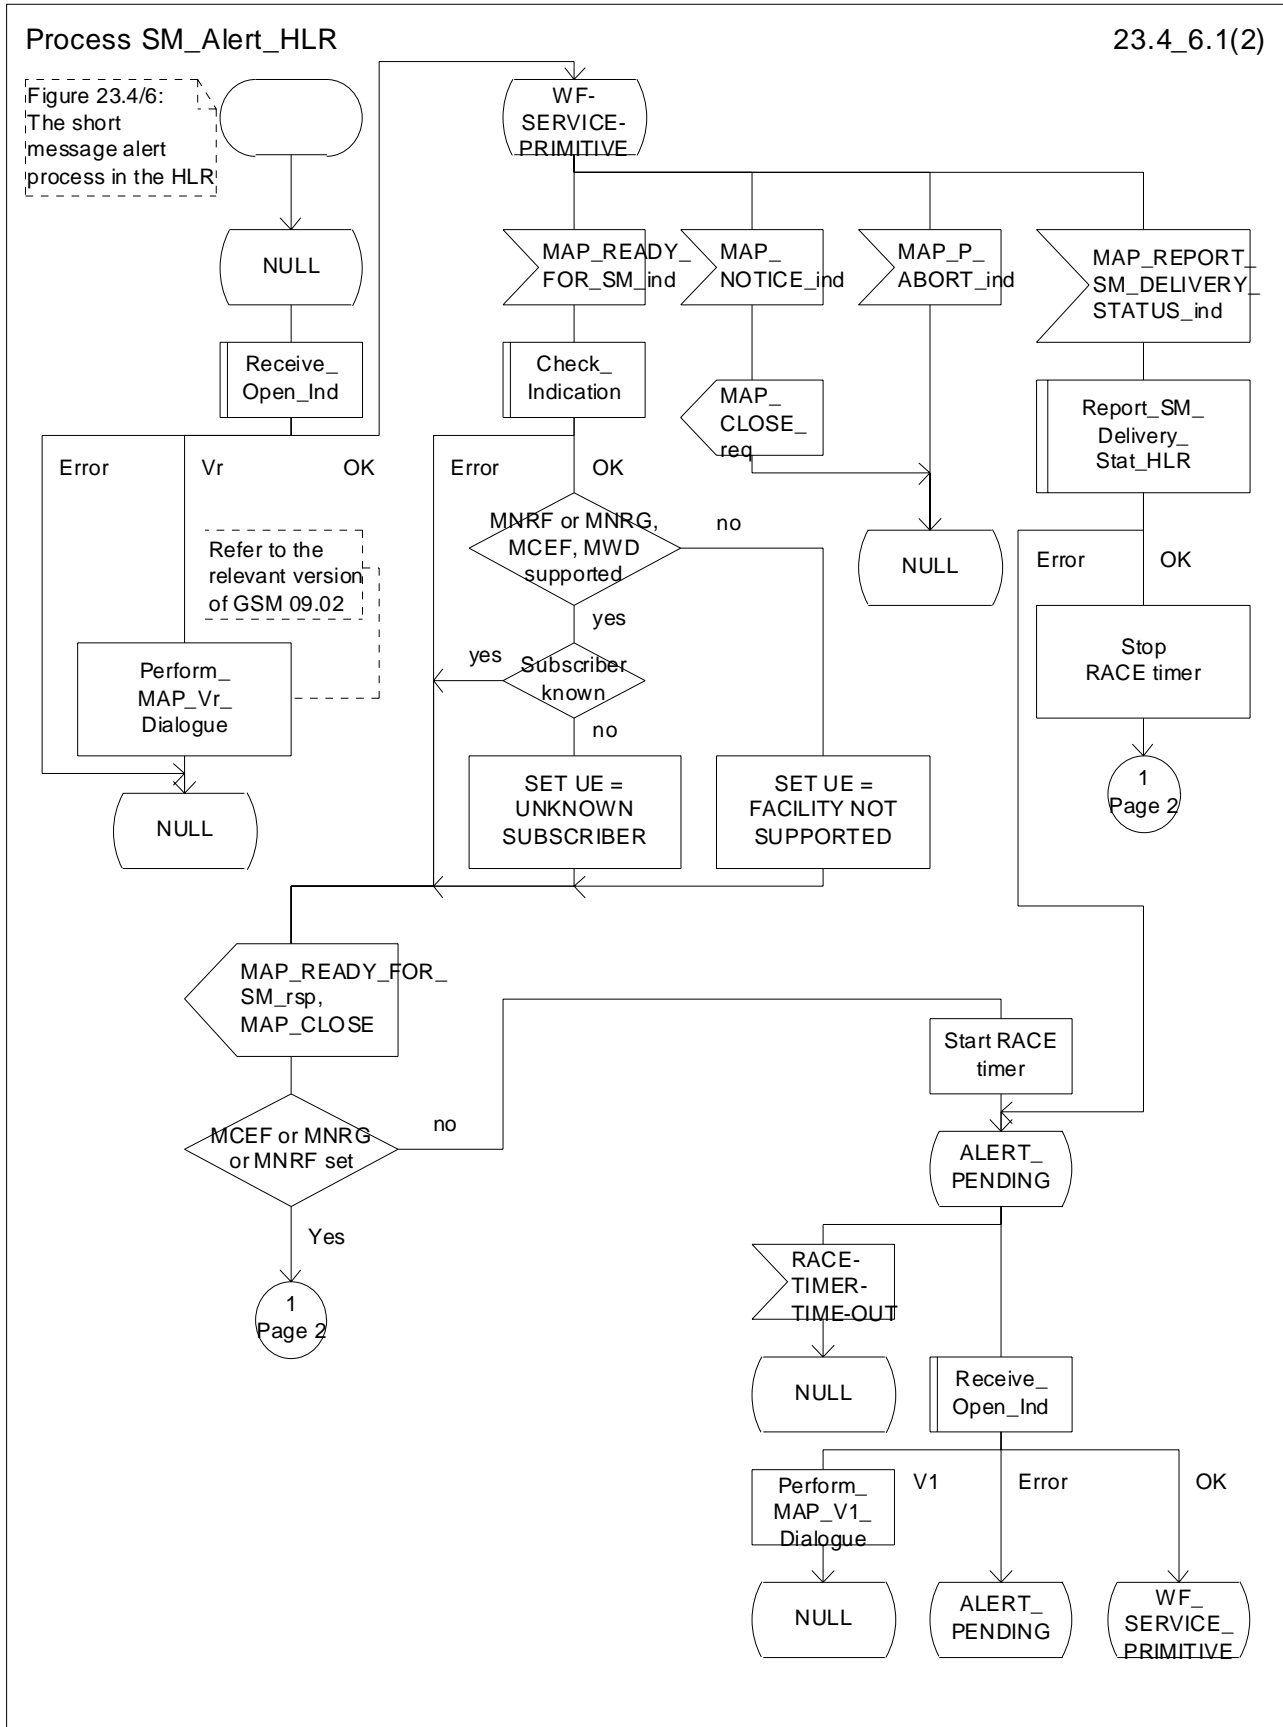 Process SM_Alert_HLR
23.4_6.1(2)
Figure 23.4/6:
The short
message alert
process in the HLR
WF-
SERVICE-
PRIMITIVE
NULL
MAP_READY_
FOR_SM_ind
MAP_
NOTICE_ind
MAP_P_
ABORT_ind
MAP_REPORT_
SM_DELIVERY_
STATUS_ind
Receive_
Open_Ind
Check_
Indication
MAP_
CLOSE_
req
Report_SM_
Delivery_
Stat_HLR
Error
Vr
OK
Error
OK
MNRF or MNRG,
MCEF, MWD
supported
no
NULL
Error
OK
Refer to the
relevant version
of GSM 09.02
yes
Stop
RACE timer
Perform_
MAP_Vr_
Dialogue
yes
Subscriber
known
no
SET UE =
UNKNOWN
SUBSCRIBER
SET UE =
FACILITY NOT
SUPPORTED
1
Page 2
NULL
MAP_READY_FOR_
SM_rsp,
MAP_CLOSE
Start RACE
timer
MCEF or MNRG
or MNRF set
no
ALERT_
PENDING
Yes
RACE-
TIMER-
TIME-OUT
1
Page 2
NULL
Receive_
Open_Ind
Perform_
MAP_V1_
Dialogue
V1
Error
OK
NULL
ALERT_
PENDING
WF_
SERVICE_
PRIMITIVE